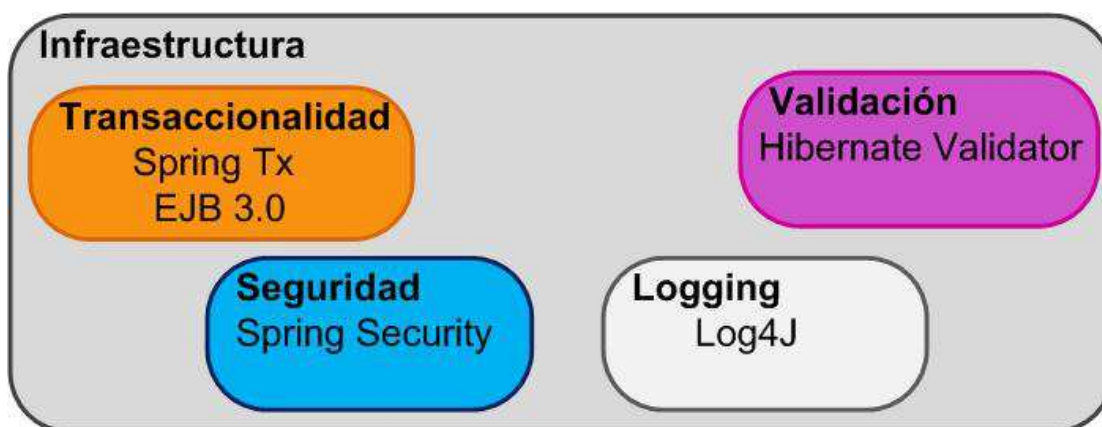 Infraestructura
Transaccionalidad
Spring Tx
EJB 3.0
Validación
Hibernate Validator
Seguridad
Spring Security
Logging
Log4J